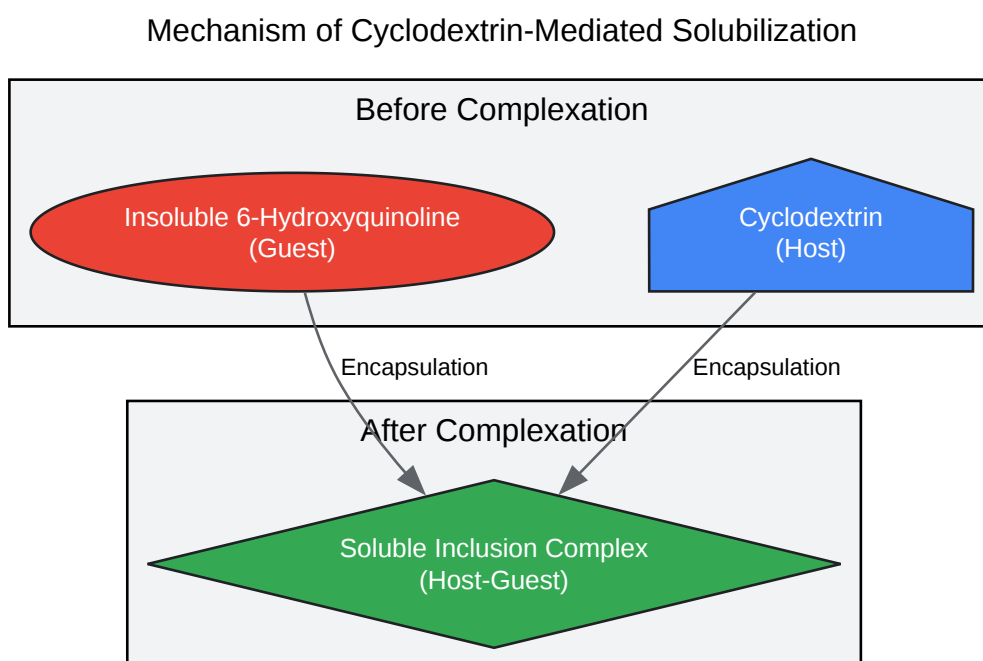 Mechanism of Cyclodextrin-Mediated Solubilization
Before Complexation
Insoluble 6-Hydroxyquinoline
(Guest)
Cyclodextrin
(Host)
Encapsulation
Encapsulation
After Complexation
Soluble Inclusion Complex
(Host-Guest)